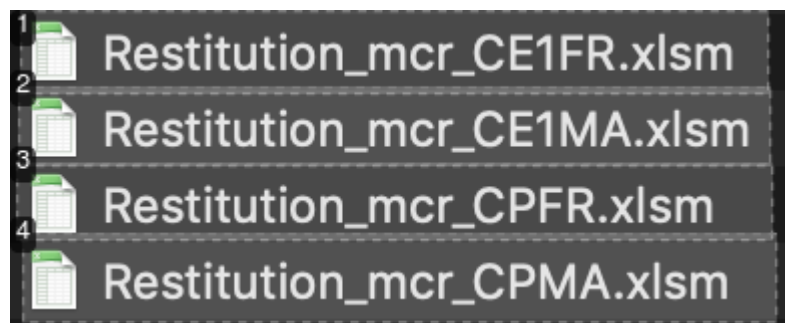 1 Restitution_mcr_CE1FR.xlsm
2 Restitution_mcr_CE1MA.xlsm
3 Restitution_mcr_CPFR.xlsm
4 Restitution_mcr_CPMA.xlsm